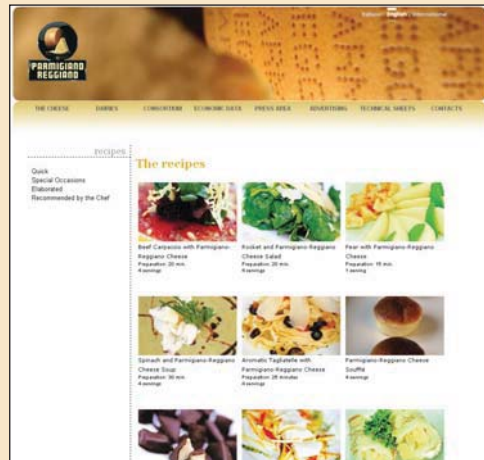 Italiano | English | International
PARMIGIANO
REGGIANO
THE CHEESE DAIRIES CONSORTIUM ECONOMIC DATA PRESS AREA ADVERTISING TECHNICAL SHEETS CONTACTS
recipes
Quick
Special Occasions
Elaborated
Recommended by the Chef
The recipes
Beef Carpaccio with Parmigiano-
Reggiano Cheese
Preparation: 20 min.
4 servings
Rocket and Parmigiano-Reggiano
Cheese Salad
Preparation: 20 min.
6 servings
Pear with Parmigiano-Reggiano
Cheese
Preparation: 15 min.
1 serving
Spinach and Parmigiano-Reggiano
Cheese Soup
Preparation: 30 min.
4 servings
Aromatic Tagliatelle with
Parmigiano-Reggiano Cheese
Preparation: 25 minutes
4 servings
Parmigiano-Reggiano Cheese
Soufflé
4 servings